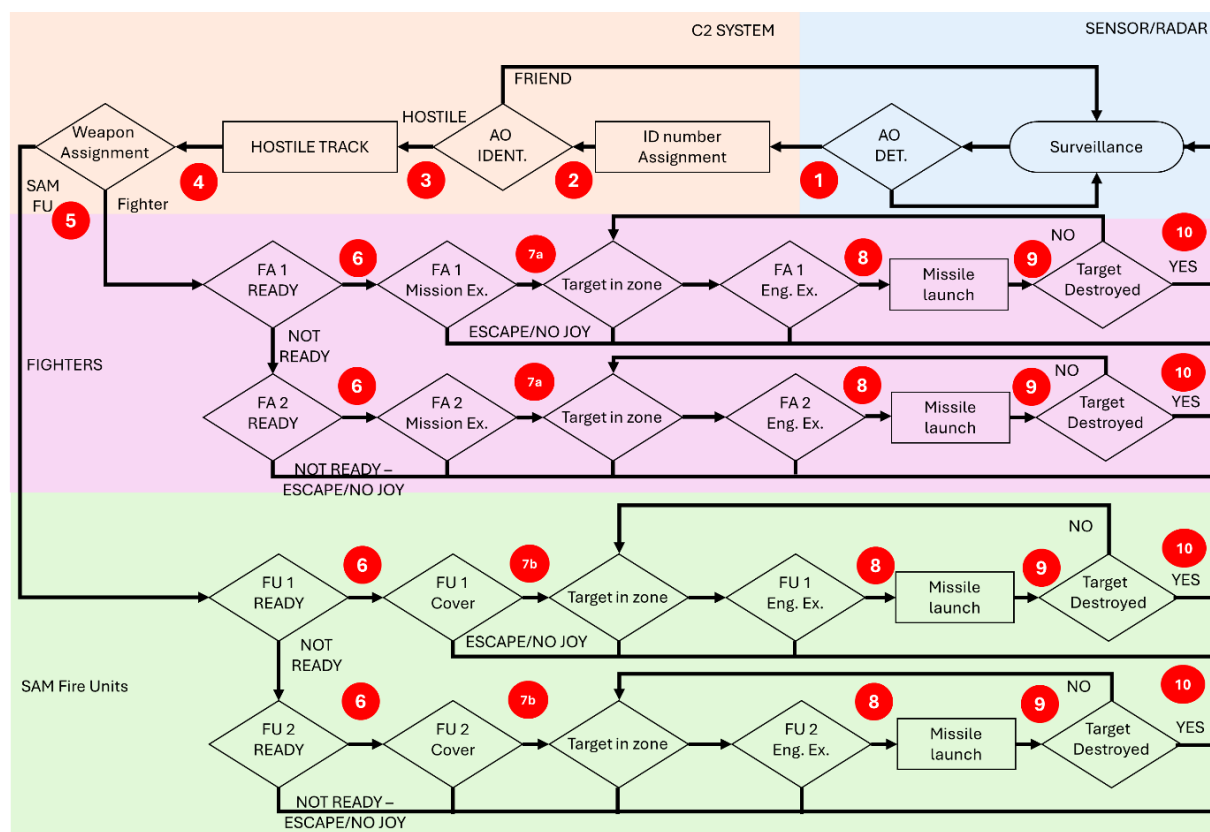 C2 SYSTEM
SENSOR/RADAR
FRIEND
HOSTILE
Weapon
Assignment
HOSTILE TRACK
AO
IDENT.
ID number
Assignment
AO
DET.
Surveillance
4
3
2
1
SAM
FU
5
Fighter
NO
10
YES
6
7a
8
9
FA 1
READY
FA 1
Mission Ex.
Target in zone
FA 1
Eng. Ex.
Missile
launch
Target
Destroyed
NOT
READY
ESCAPE/NO JOY
FIGHTERS
NO
10
YES
6
7a
8
9
FA 2
READY
FA 2
Mission Ex.
Target in zone
FA 2
Eng. Ex.
Missile
launch
Target
Destroyed
NOT READY –
ESCAPE/NO JOY
NO
10
YES
6
7b
8
9
FU 1
READY
FU 1
Cover
Target in zone
FU 1
Eng. Ex.
Missile
launch
Target
Destroyed
NOT
READY
ESCAPE/NO JOY
SAM Fire Units
NO
10
YES
6
7b
8
9
FU 2
READY
FU 2
Cover
Target in zone
FU 2
Eng. Ex.
Missile
launch
Target
Destroyed
NOT READY –
ESCAPE/NO JOY